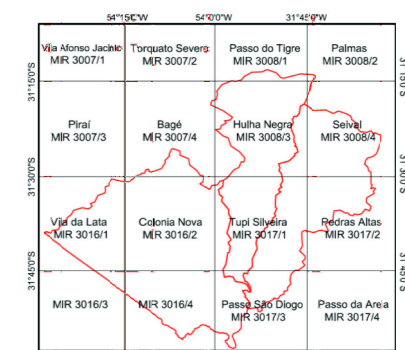 54°15'0"W 54°0'0"W 31°45'0"W
Vila Afonso Jacinto Torquato Severo Passo do Tigre Palmas
MIR 3007/1 MIR 3007/2 MIR 3008/1 MIR 3008/2
31°15'0"S
Piraí Bagé Hulha Negra Seival
MIR 3007/3 MIR 3007/4 MIR 3008/3 MIR 3008/4
31°30'0"S 31°30'0"S
Vila da Lata Colonia Nova Tupi Silveira Pedras Altas
MIR 3016/1 MIR 3016/2 MIR 3017/1 MIR 3017/2
31°45'0"S
Passo São Diogo Passo da Areia
MIR 3016/3 MIR 3016/4 MIR 3017/3 MIR 3017/4